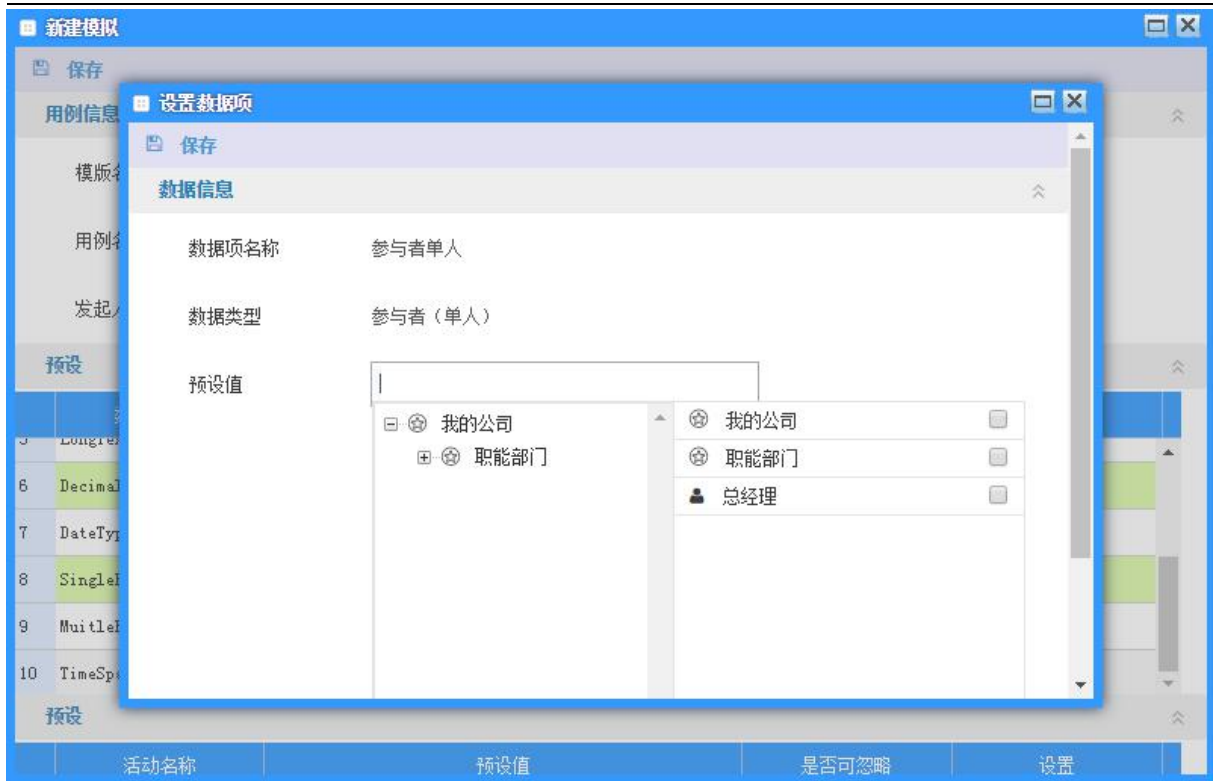 新建模拟
保存
用例信息
设置数据项
保存
数据信息
模版
用例
发起
数据项名称 参与者单人
数据类型 参与者（单人）
预设值
我的公司
职能部门
我的公司
职能部门
总经理
预设
6 Decimal
7 DateTy
8 Single
9 Muitle
10 TimeSp
预设
活动名称 预设值 是否可忽略 设置